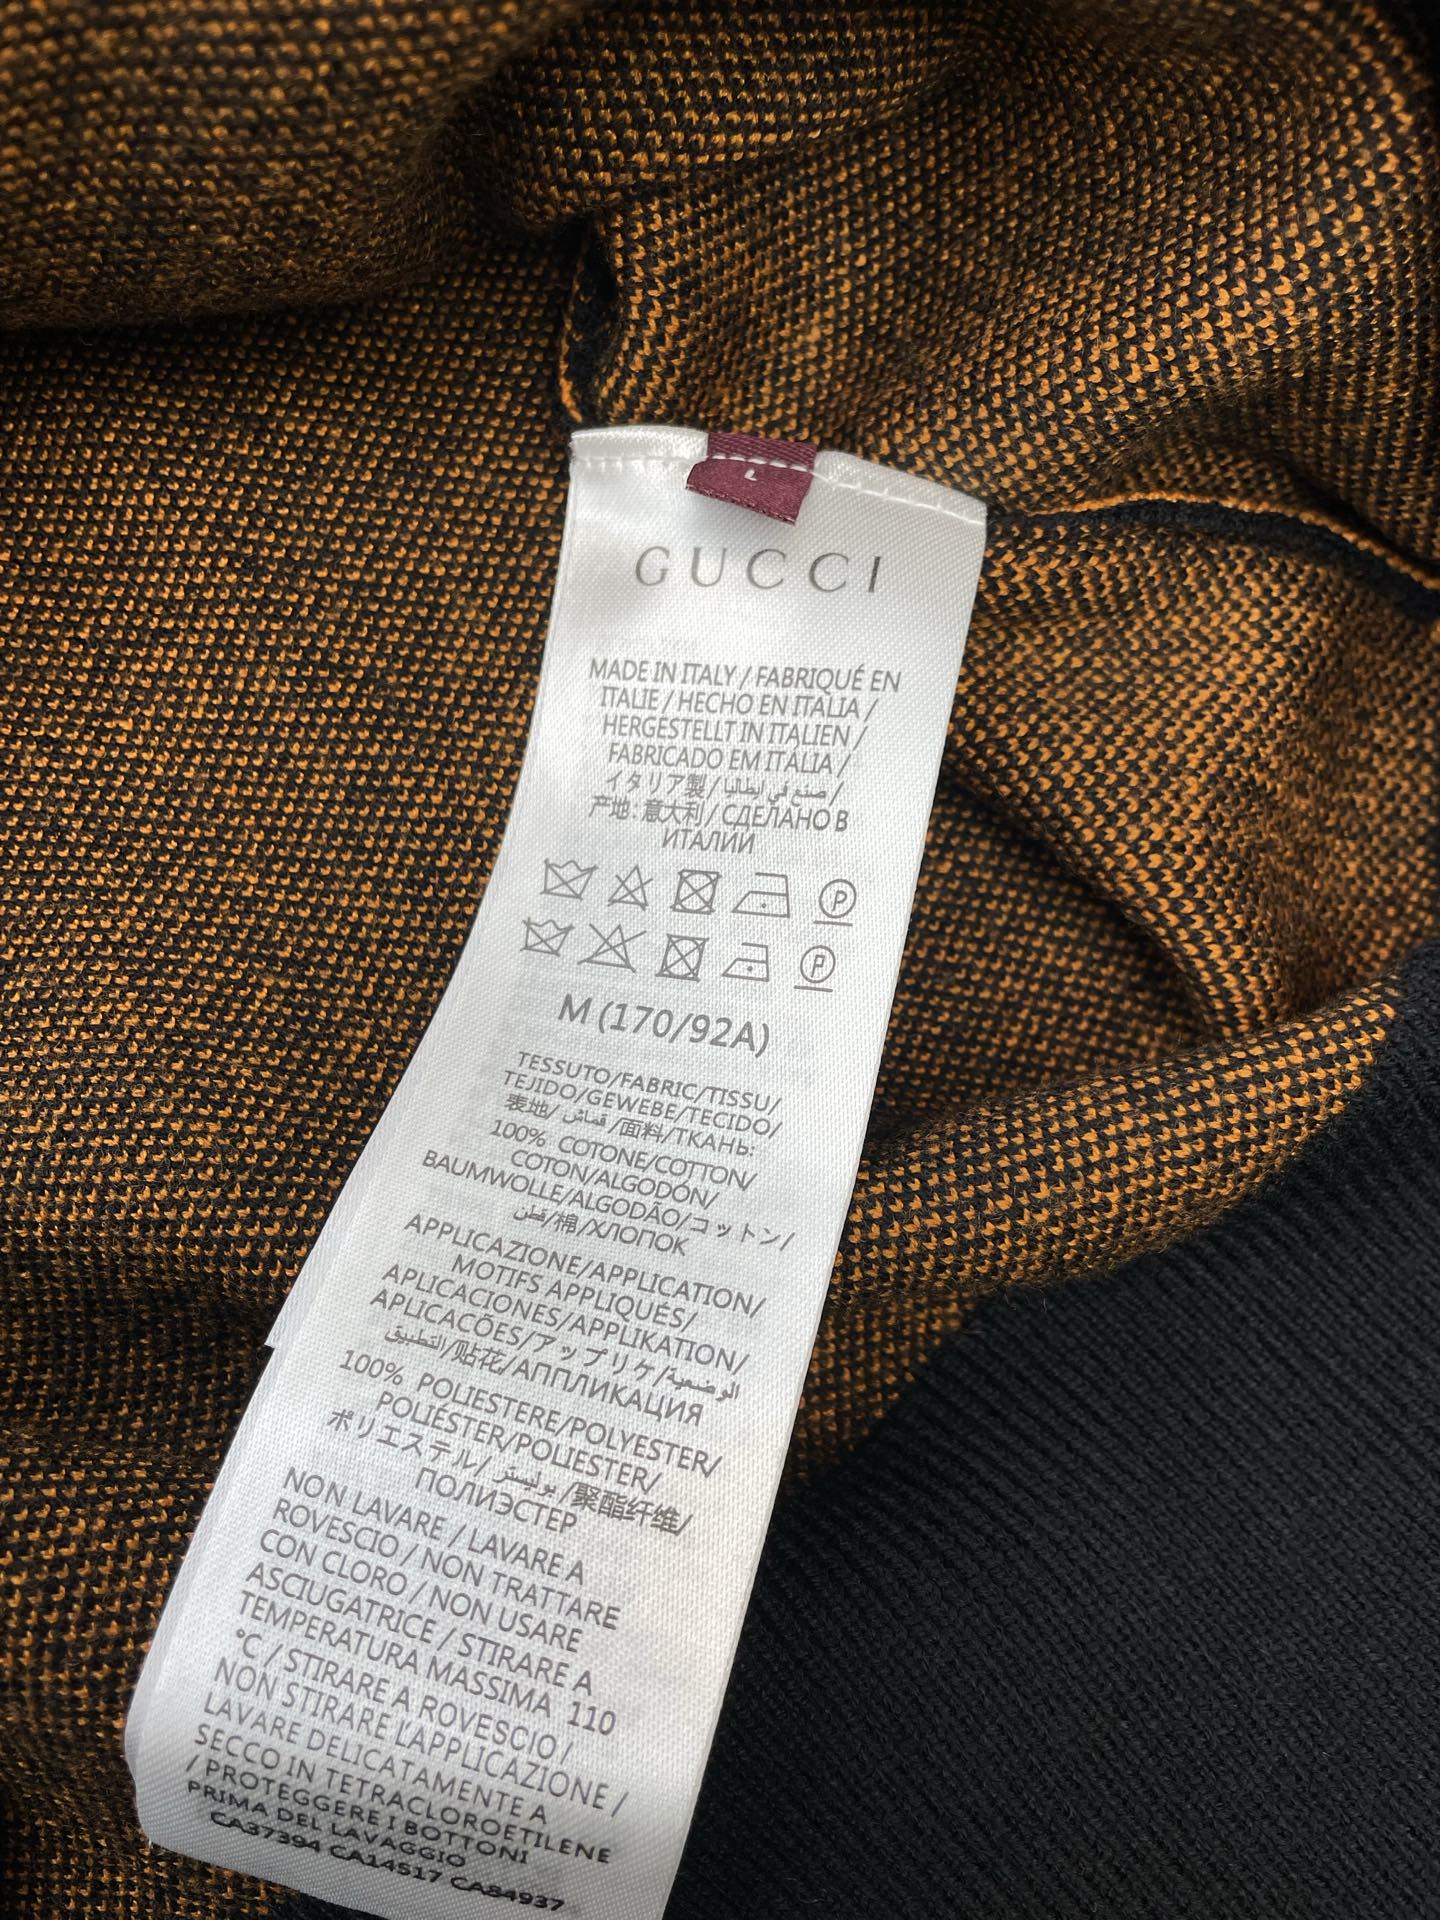 L
GUCCI
MADE IN ITALY / FABRIQUÉ EN
ITALIE / HECHO EN ITALIA /
HERGESTELLT IN ITALIEN /
FABRICADO EM ITÁLIA /
イタリア製 / صنع في ايطاليا /
产地: 意大利 / СДЕЛАНО В
ИТАЛИИ
P
P
M (170/92A)
TESSUTO/FABRIC/TISSU/
TEJIDO/GEWEBE/TECIDO/
表地/ قماش /面料/ТКАНЬ:
100% COTONE/COTTON/
COTON/ALGODÓN/
BAUMWOLLE/ALGODÃO/コットン/
قطن/棉/ХЛОПОК
APPLICAZIONE/APPLICATION/
MOTIFS APPLIQUÉS/
APLICACIONES/APPLIKATION/
APLICACÕES/アップリケ/الوضعية
التطبيق/贴花/АППЛИКАЦИЯ
100% POLIESTERE/POLYESTER/
POLIÉSTER/POLIESTER/
ポリエステル/ بوليستر /聚酯纤维/
ПОЛИЭСТЕР
NON LAVARE / LAVARE A
ROVESCIO / NON TRATTARE
CON CLORO / NON USARE
ASCIUGATRICE / STIRARE A
TEMPERATURA MASSIMA 110
°C / STIRARE A ROVESCIO /
NON STIRARE L'APPLICAZIONE /
LAVARE DELICATAMENTE A
SECCO IN TETRACLOROETILENE
/ PROTEGGERE I BOTTONI
PRIMA DEL LAVAGGIO
CA37394 CA14517 CA84937